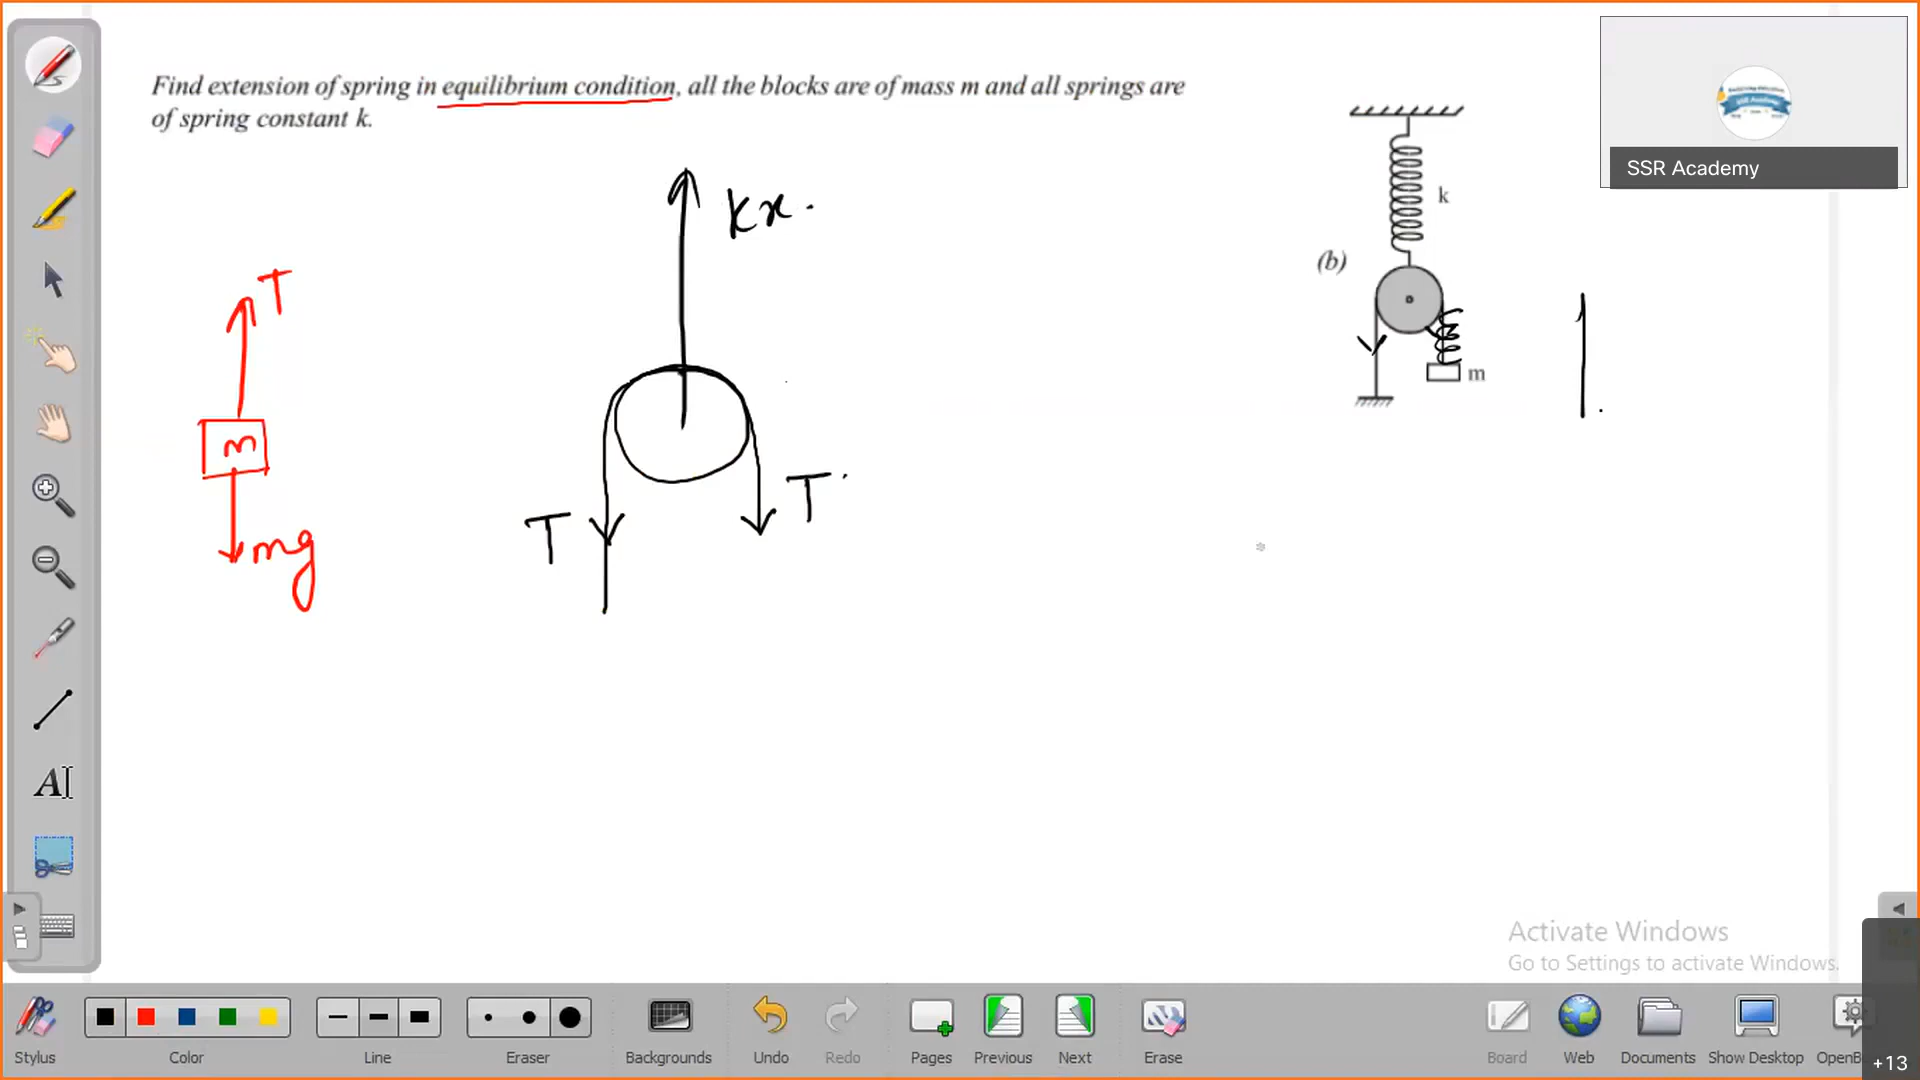 Find extension of spring in equilibrium condition, all the blocks are of mass m and all springs are
of spring constant k.
SSR Academy
kx
k
(b)
T
m
m
T
T
mg
Activate Windows
Go to Settings to activate Windows.
Stylus
Color
Line
Eraser
Backgrounds
Undo
Redo
Pages
Previous
Next
Erase
Board
Web
Documents
Show Desktop
OpenB
+13